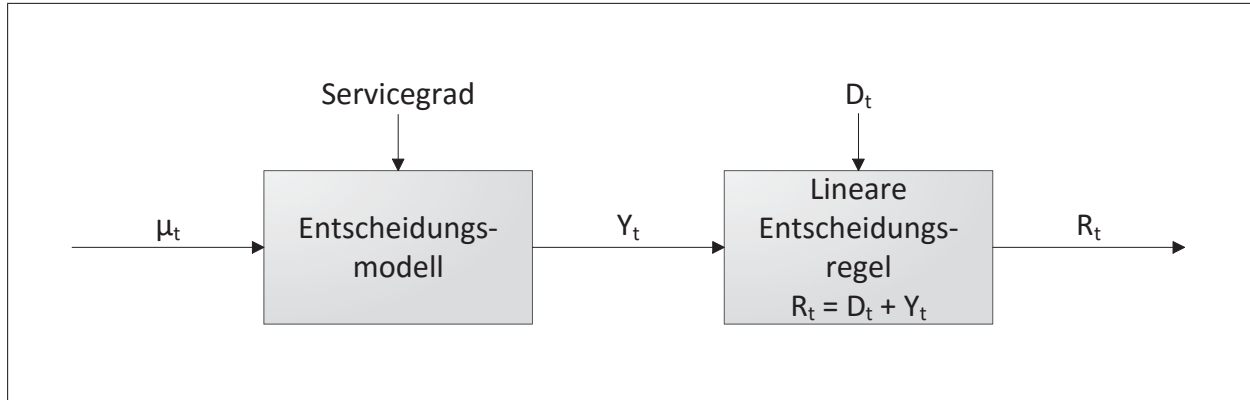 Servicegrad
D_t
μ_t
Entscheidungs-
modell
Y_t
Lineare
Entscheidungs-
regel
R_t = D_t + Y_t
R_t